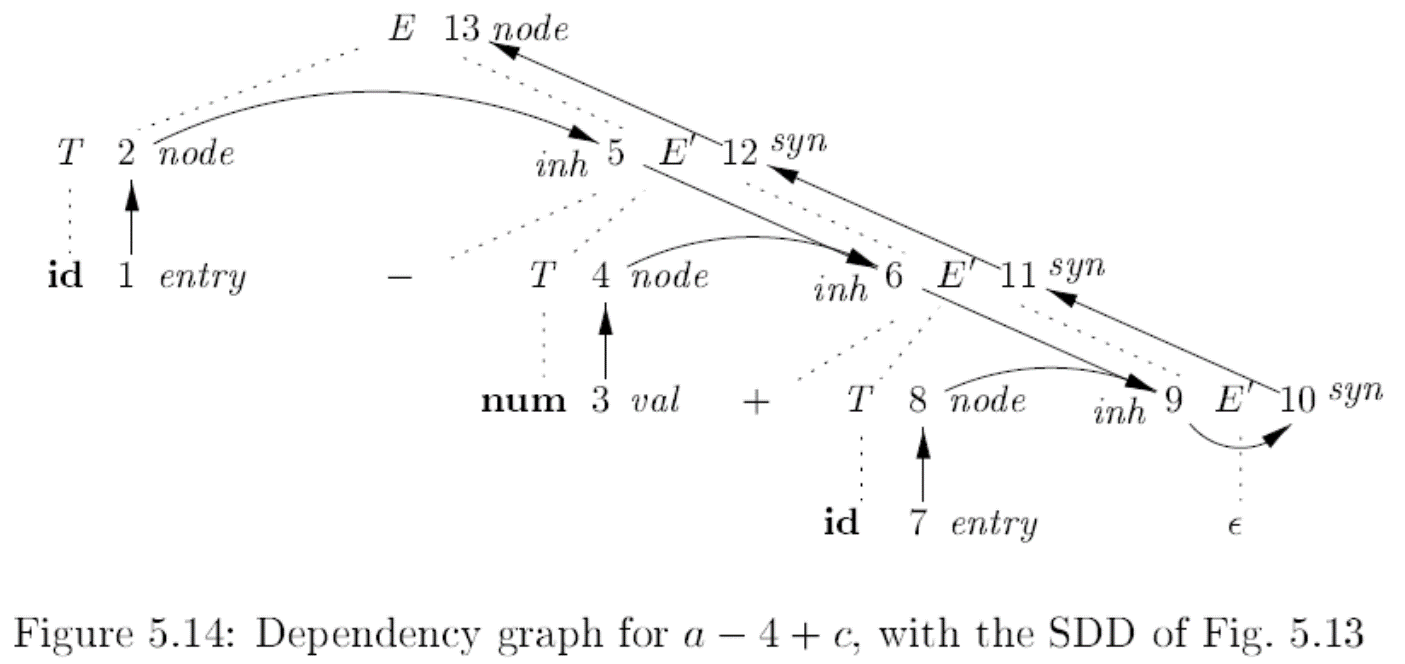 E 13 node
T 2 node inh 5 E′ 12 syn
id 1 entry − T 4 node inh 6 E′ 11 syn
num 3 val + T 8 node inh 9 E′ 10 syn
id 7 entry ϵ
Figure 5.14: Dependency graph for a − 4 + c, with the SDD of Fig. 5.13